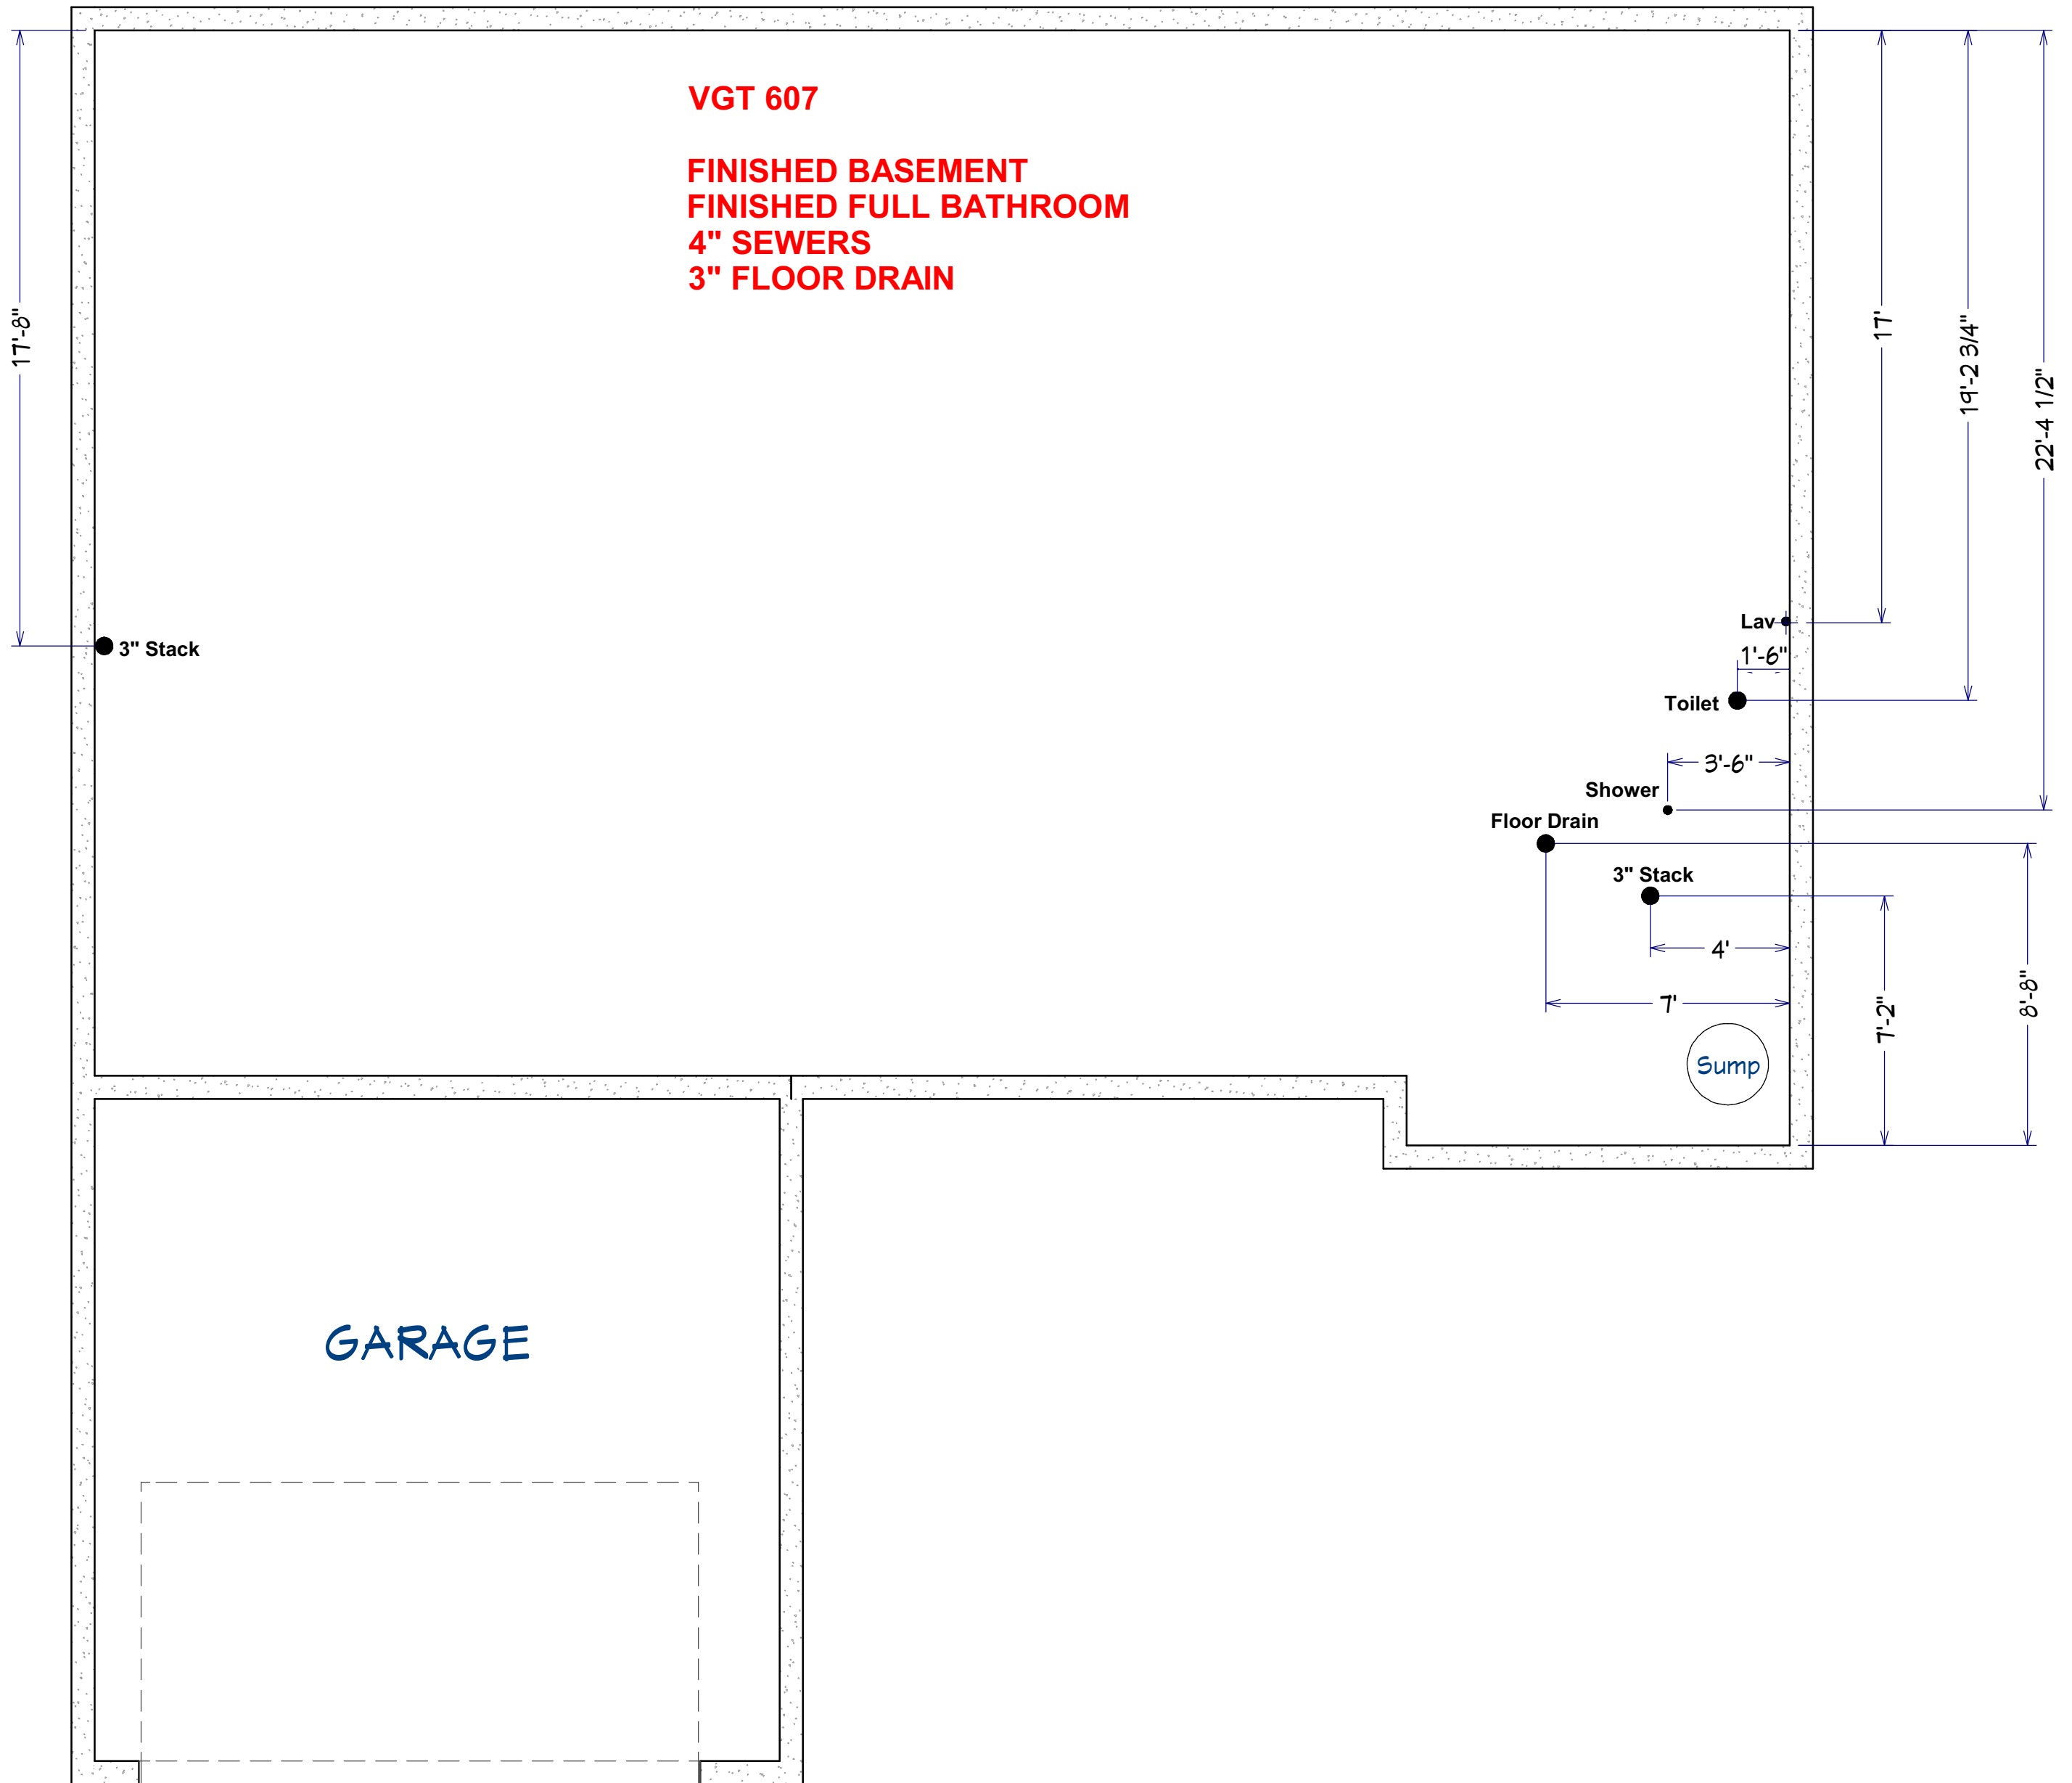 VGT 607
FINISHED BASEMENT
FINISHED FULL BATHROOM
4" SEWERS
3" FLOOR DRAIN
17'-8"
17'
19'-2 3/4"
22'-4 1/2"
3" Stack
Lav
1'-6"
Toilet
3'-6"
Shower
Floor Drain
3" Stack
4'
7'
7'-2"
8'-8"
Sump
GARAGE